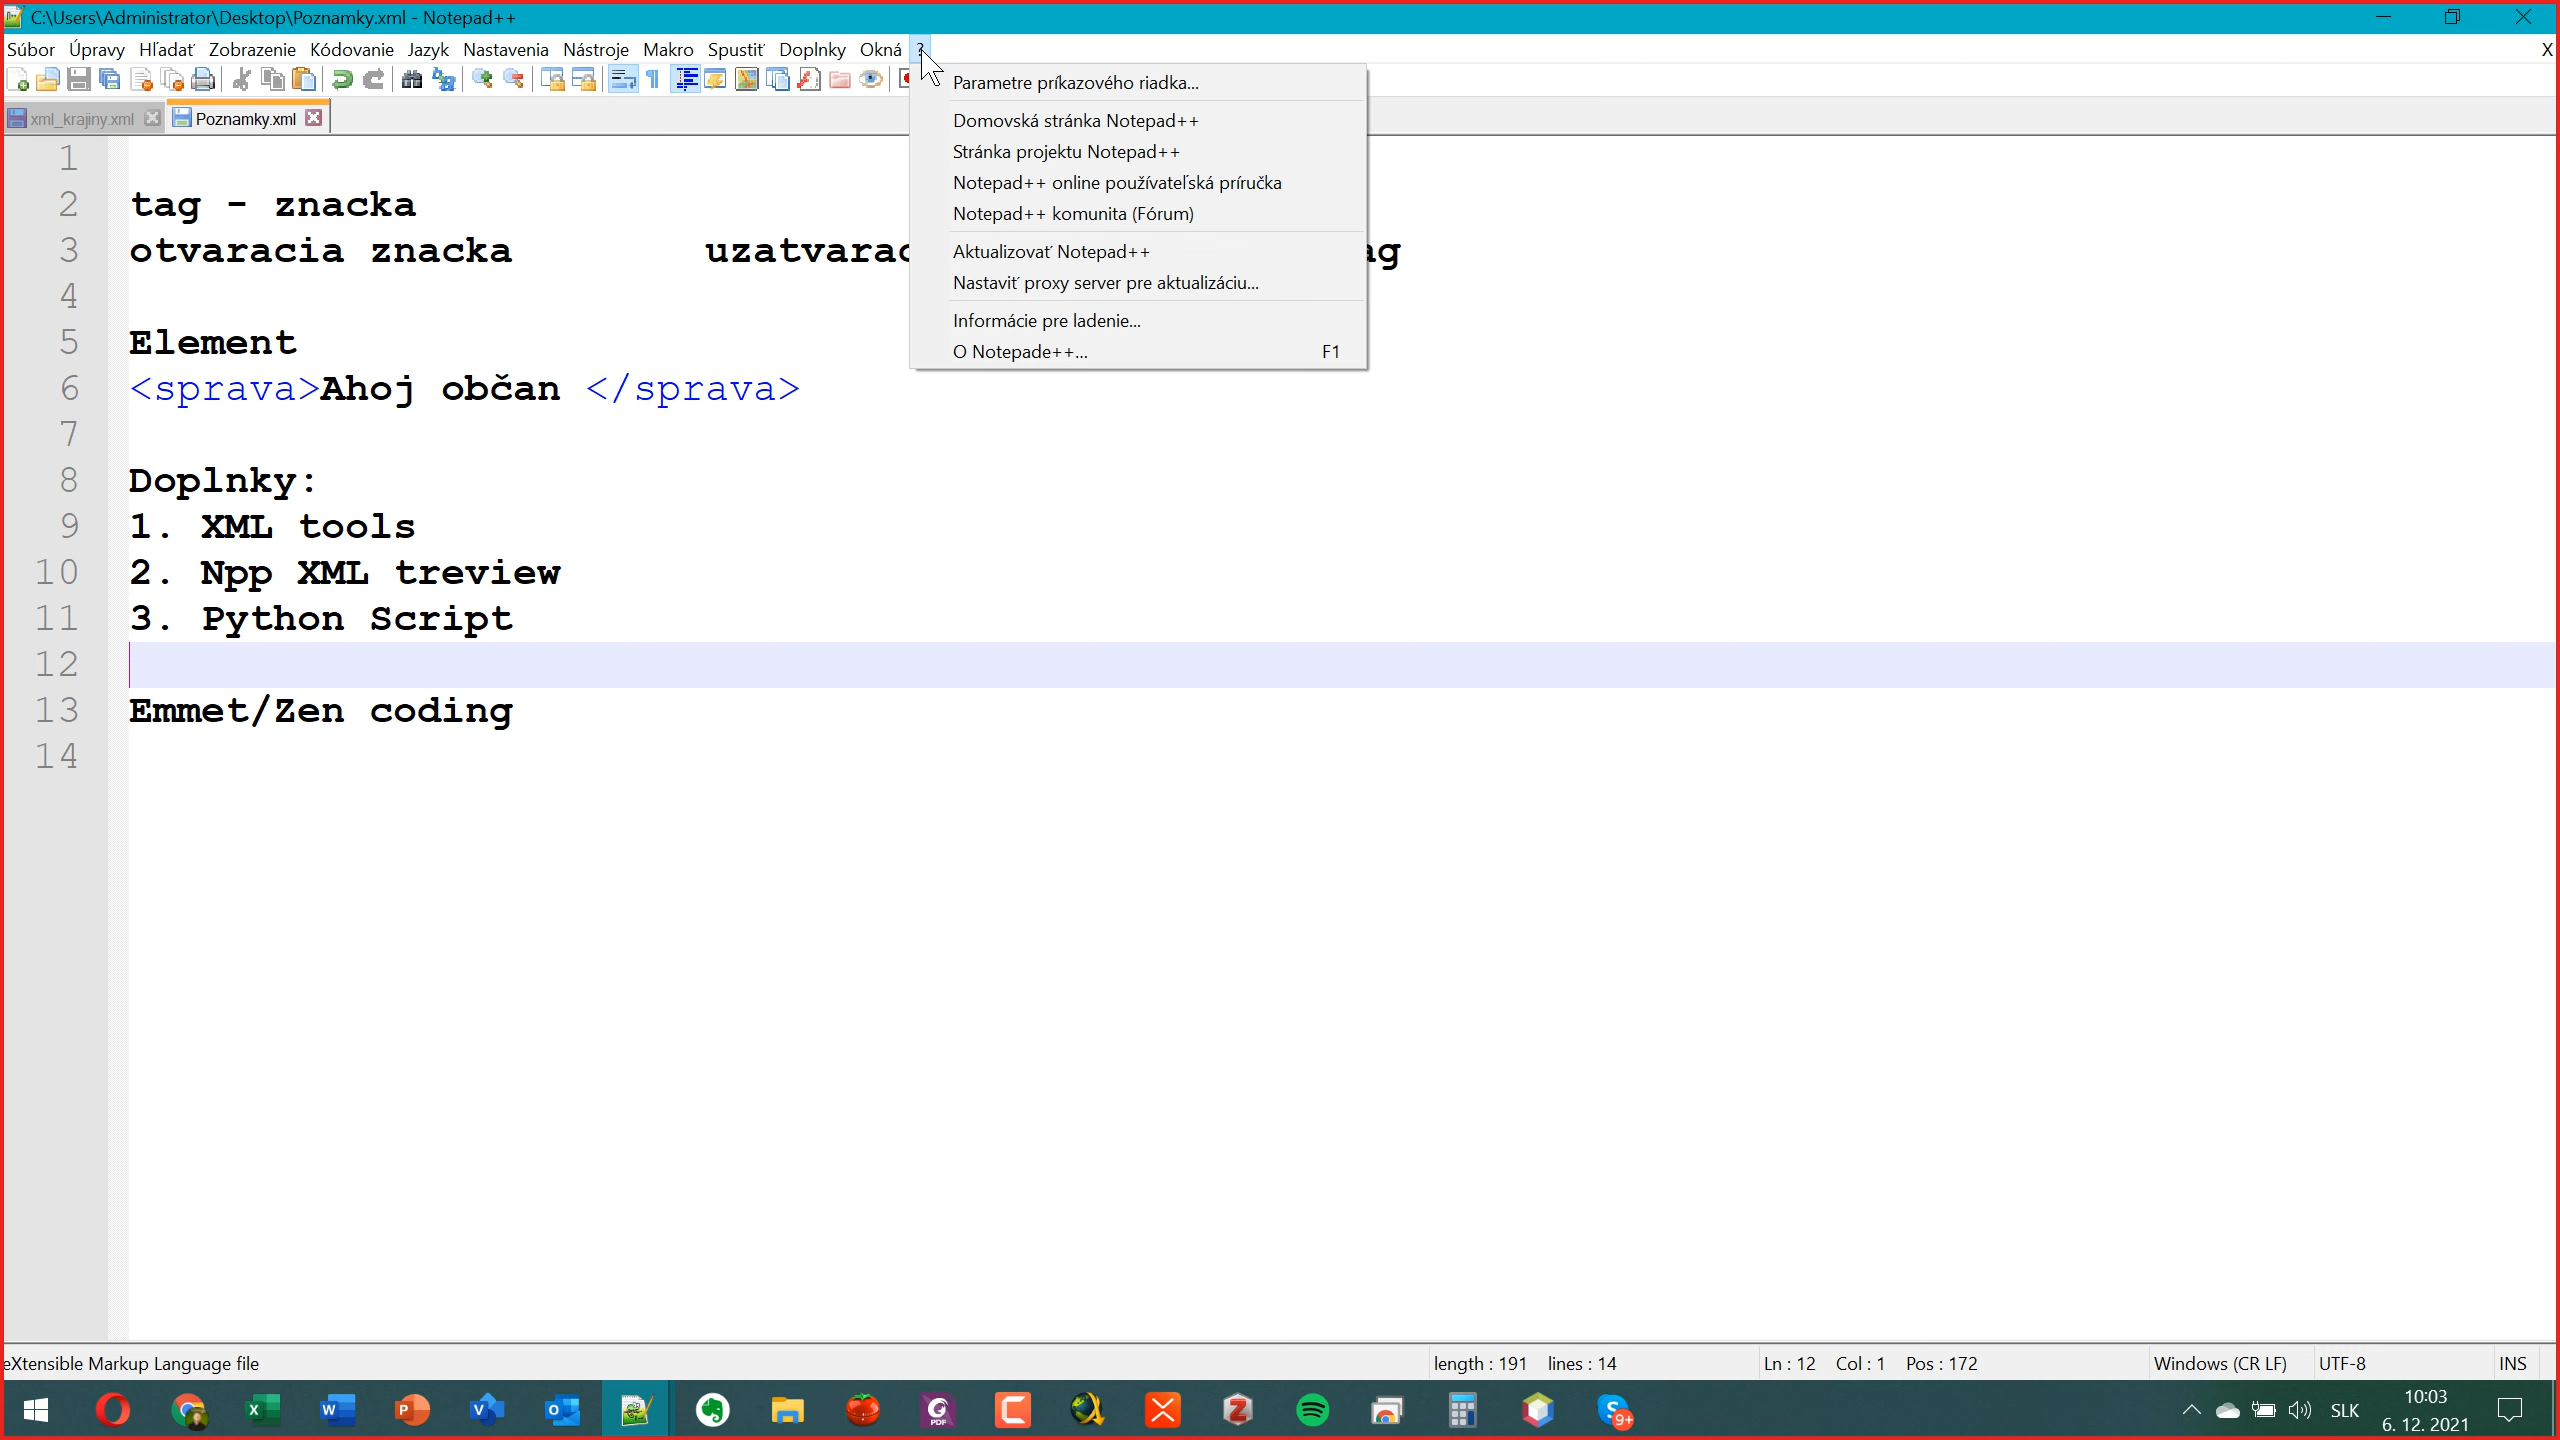 C:\Users\Administrator\Desktop\Poznamky.xml - Notepad++
Súbor Úpravy Hľadať Zobrazenie Kódovanie Jazyk Nastavenia Nástroje Makro Spustiť Doplnky Okná ?
X
xml_krajiny.xml Poznamky.xml
Parametre príkazového riadka...
Domovská stránka Notepad++
Stránka projektu Notepad++
Notepad++ online používateľská príručka
Notepad++ komunita (Fórum)
Aktualizovať Notepad++
Nastaviť proxy server pre aktualizáciu...
Informácie pre ladenie...
O Notepade++... F1
1
2 tag - znacka
3 otvaracia znacka uzatvarac ag
4
5 Element
6 <sprava>Ahoj občan </sprava>
7
8 Doplnky:
9 1. XML tools
10 2. Npp XML treview
11 3. Python Script
12
13 Emmet/Zen coding
14
eXtensible Markup Language file length : 191 lines : 14 Ln : 12 Col : 1 Pos : 172 Windows (CR LF) UTF-8 INS
PDF
9+
SLK
10:03
6. 12. 2021